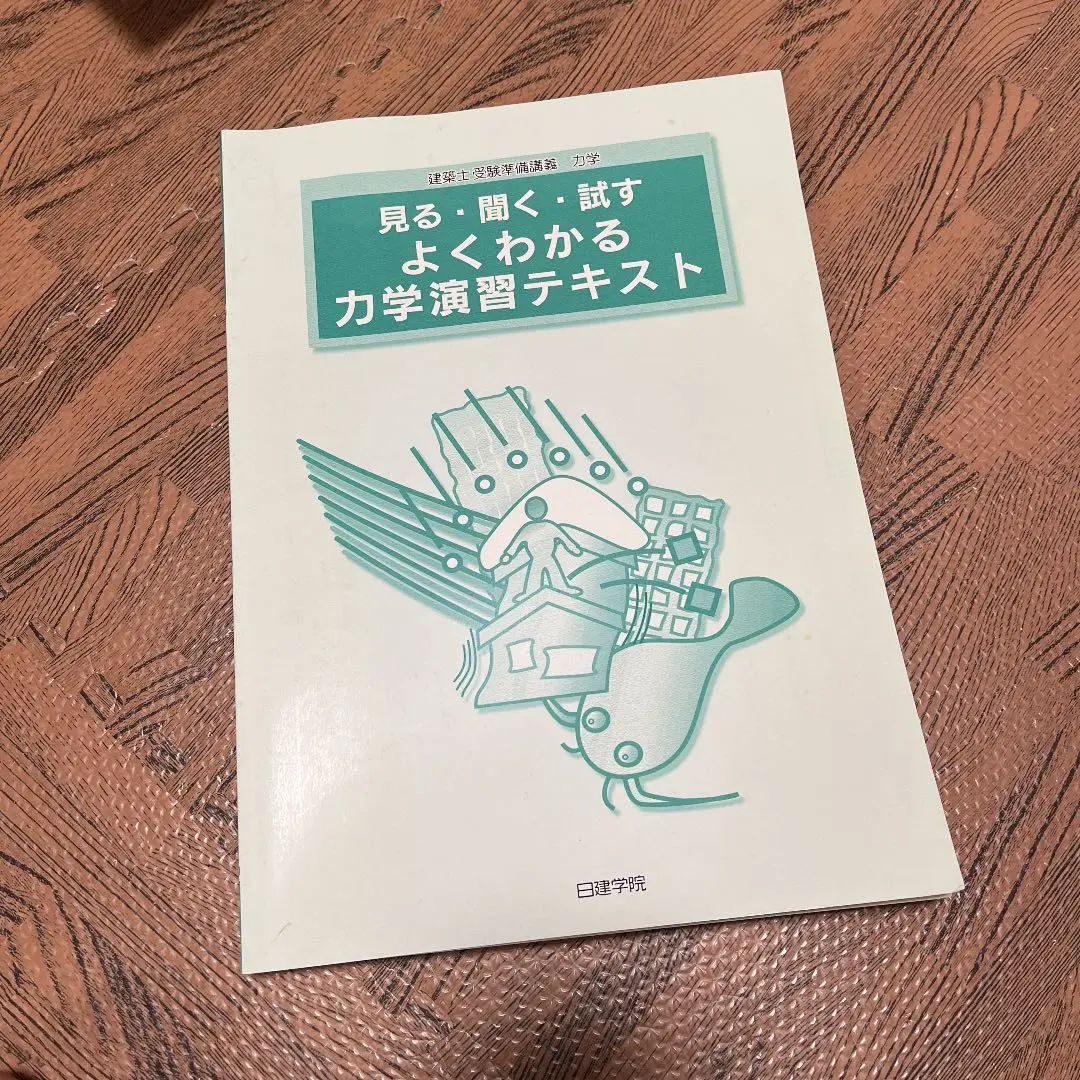 建築士 受験準備講義　力学
見る・聞く・試す
よくわかる
力学演習テキスト
日建学院